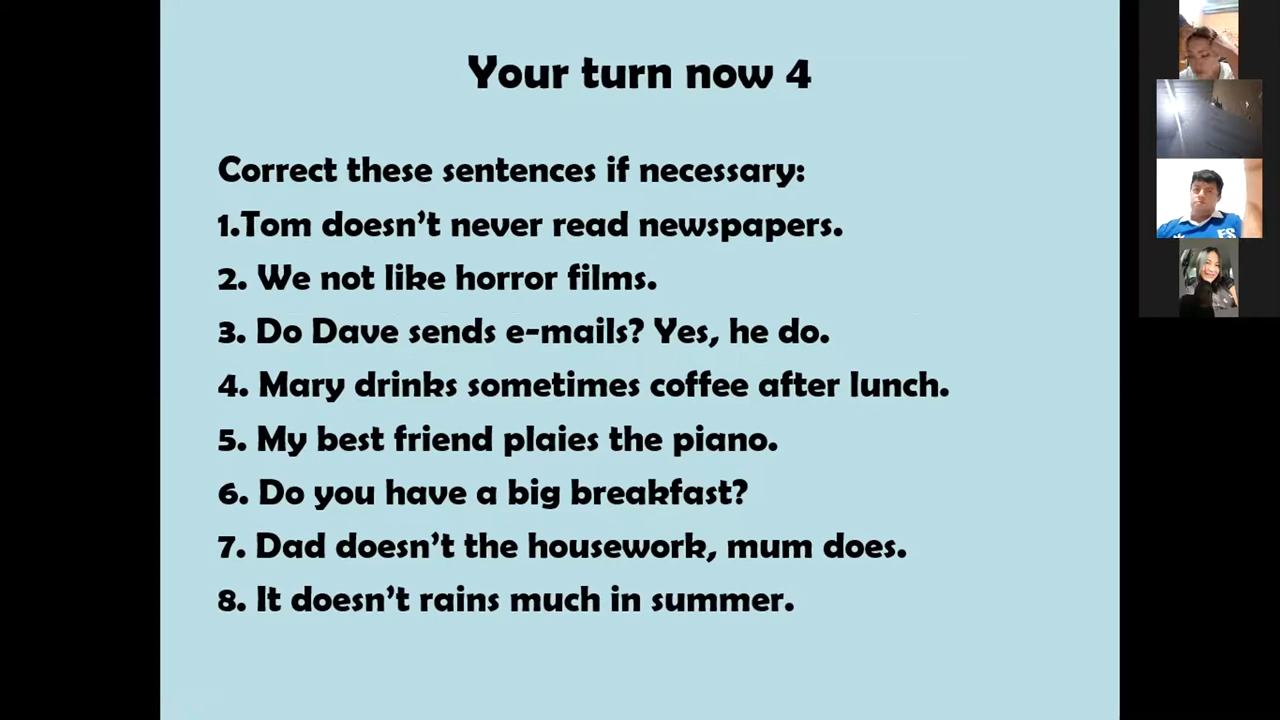 Your turn now 4
Correct these sentences if necessary:
1.Tom doesn’t never read newspapers.
2. We not like horror films.
3. Do Dave sends e-mails? Yes, he do.
4. Mary drinks sometimes coffee after lunch.
5. My best friend plaies the piano.
6. Do you have a big breakfast?
7. Dad doesn’t the housework, mum does.
8. It doesn’t rains much in summer.
FS